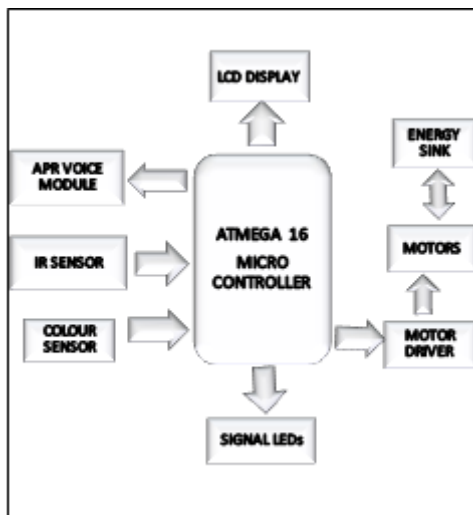 LCD DISPLAY
ENERGY
SINK
APR VOICE
MODULE
ATMEGA 16
MICRO
CONTROLLER
MOTORS
IR SENSOR
COLOUR
SENSOR
MOTOR
DRIVER
SIGNAL LEDs